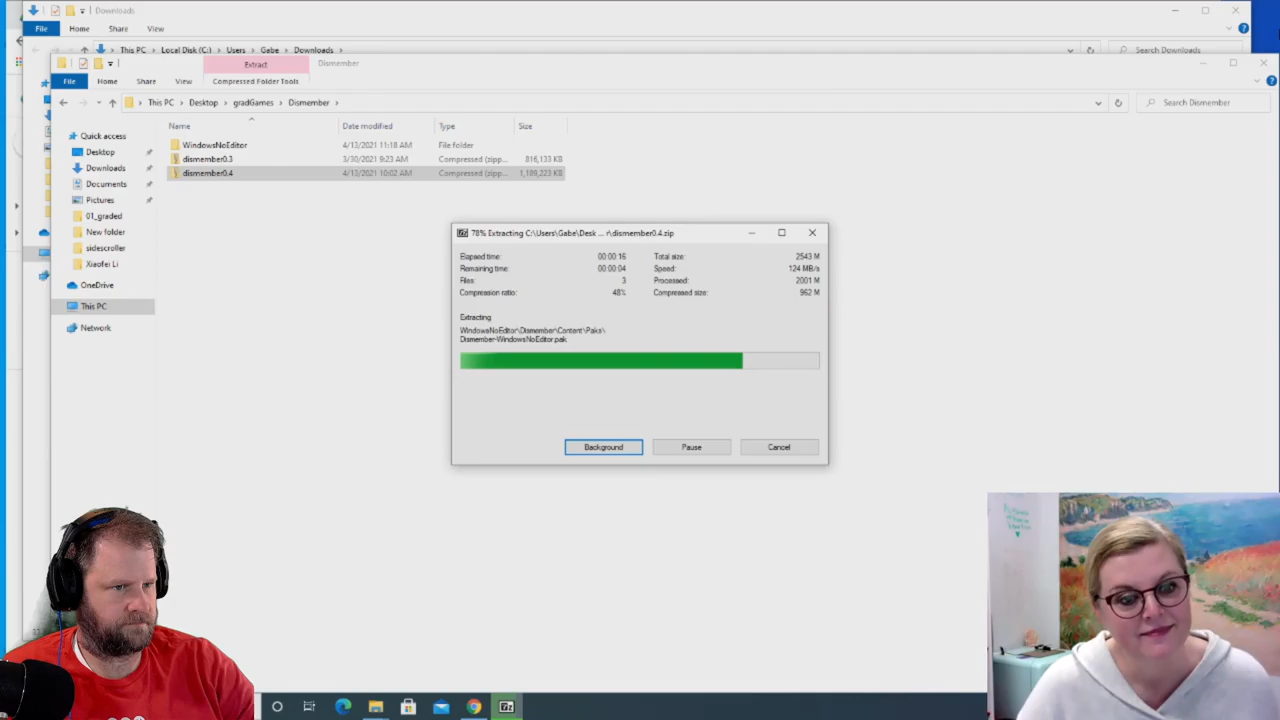 Downloads
File Home Share View
This PC Local Disk (C:) Users Gabe Downloads Search Downloads
Extract Dismember
File Home Share View Compressed Folder Tools
This PC Desktop gradGames Dismember Search Dismember
Name Date modified Type Size
Quick access
Desktop
Downloads
Documents
Pictures
01_graded
New folder
sidescroller
Xiaofei Li
OneDrive
This PC
Network
WindowsNoEditor 4/13/2021 11:18 AM File folder
dismember0.3 3/30/2021 9:23 AM Compressed (zipp... 816,133 KB
dismember0.4 4/13/2021 10:02 AM Compressed (zipp... 1,189,223 KB
7z 78% Extracting C:\Users\Gabe\Desk ... r\dismember0.4.zip
Elapsed time: 00:00:16 Total size: 2543 M
Remaining time: 00:00:04 Speed: 124 MB/s
Files: 3 Processed: 2001 M
Compression ratio: 48% Compressed size: 962 M
Extracting
WindowsNoEditor\Dismember\Content\Paks\
Dismember-WindowsNoEditor.pak
Background Pause Cancel
7z